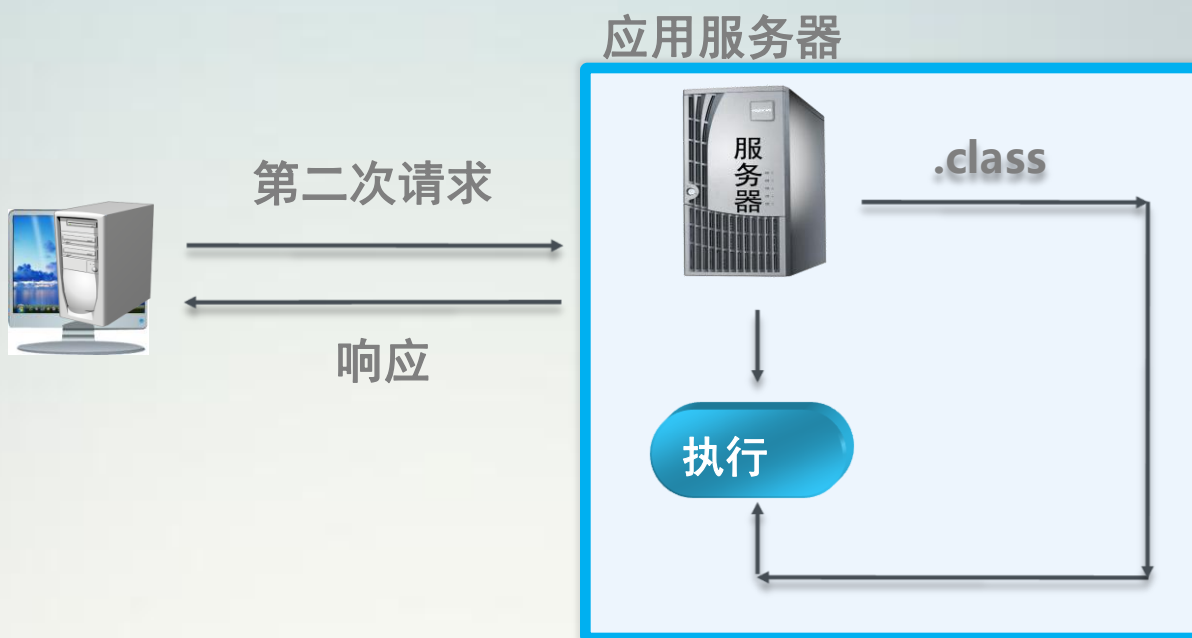 应用服务器
服务器
.class
第二次请求
响应
执行